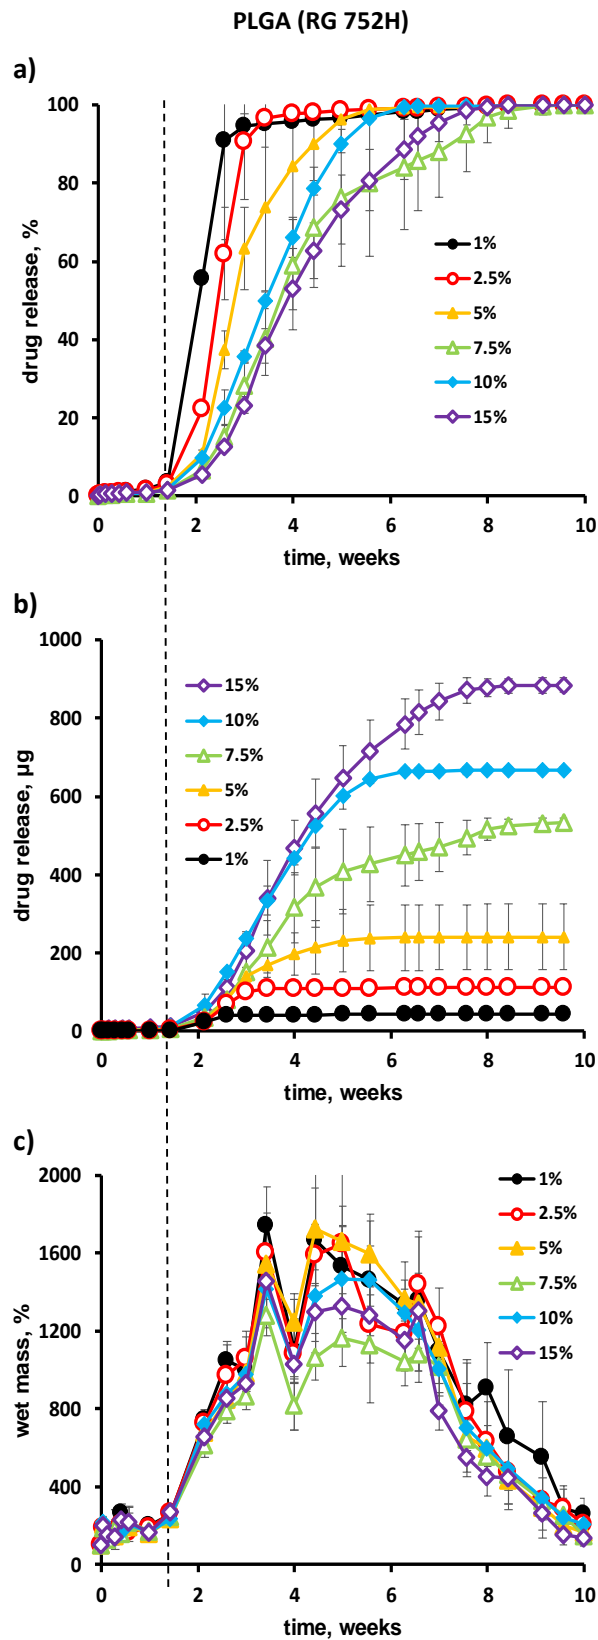 PLGA (RG 752H)
a)
100
80
60
40
20
0
drug release, %
1%
2.5%
5%
7.5%
10%
15%
0 2 4 6 8 10
time, weeks
b)
1000
800
600
400
200
0
drug release, µg
15%
10%
7.5%
5%
2.5%
1%
0 2 4 6 8 10
time, weeks
c)
2000
1600
1200
800
400
0
wet mass, %
1%
2.5%
5%
7.5%
10%
15%
0 2 4 6 8 10
time, weeks